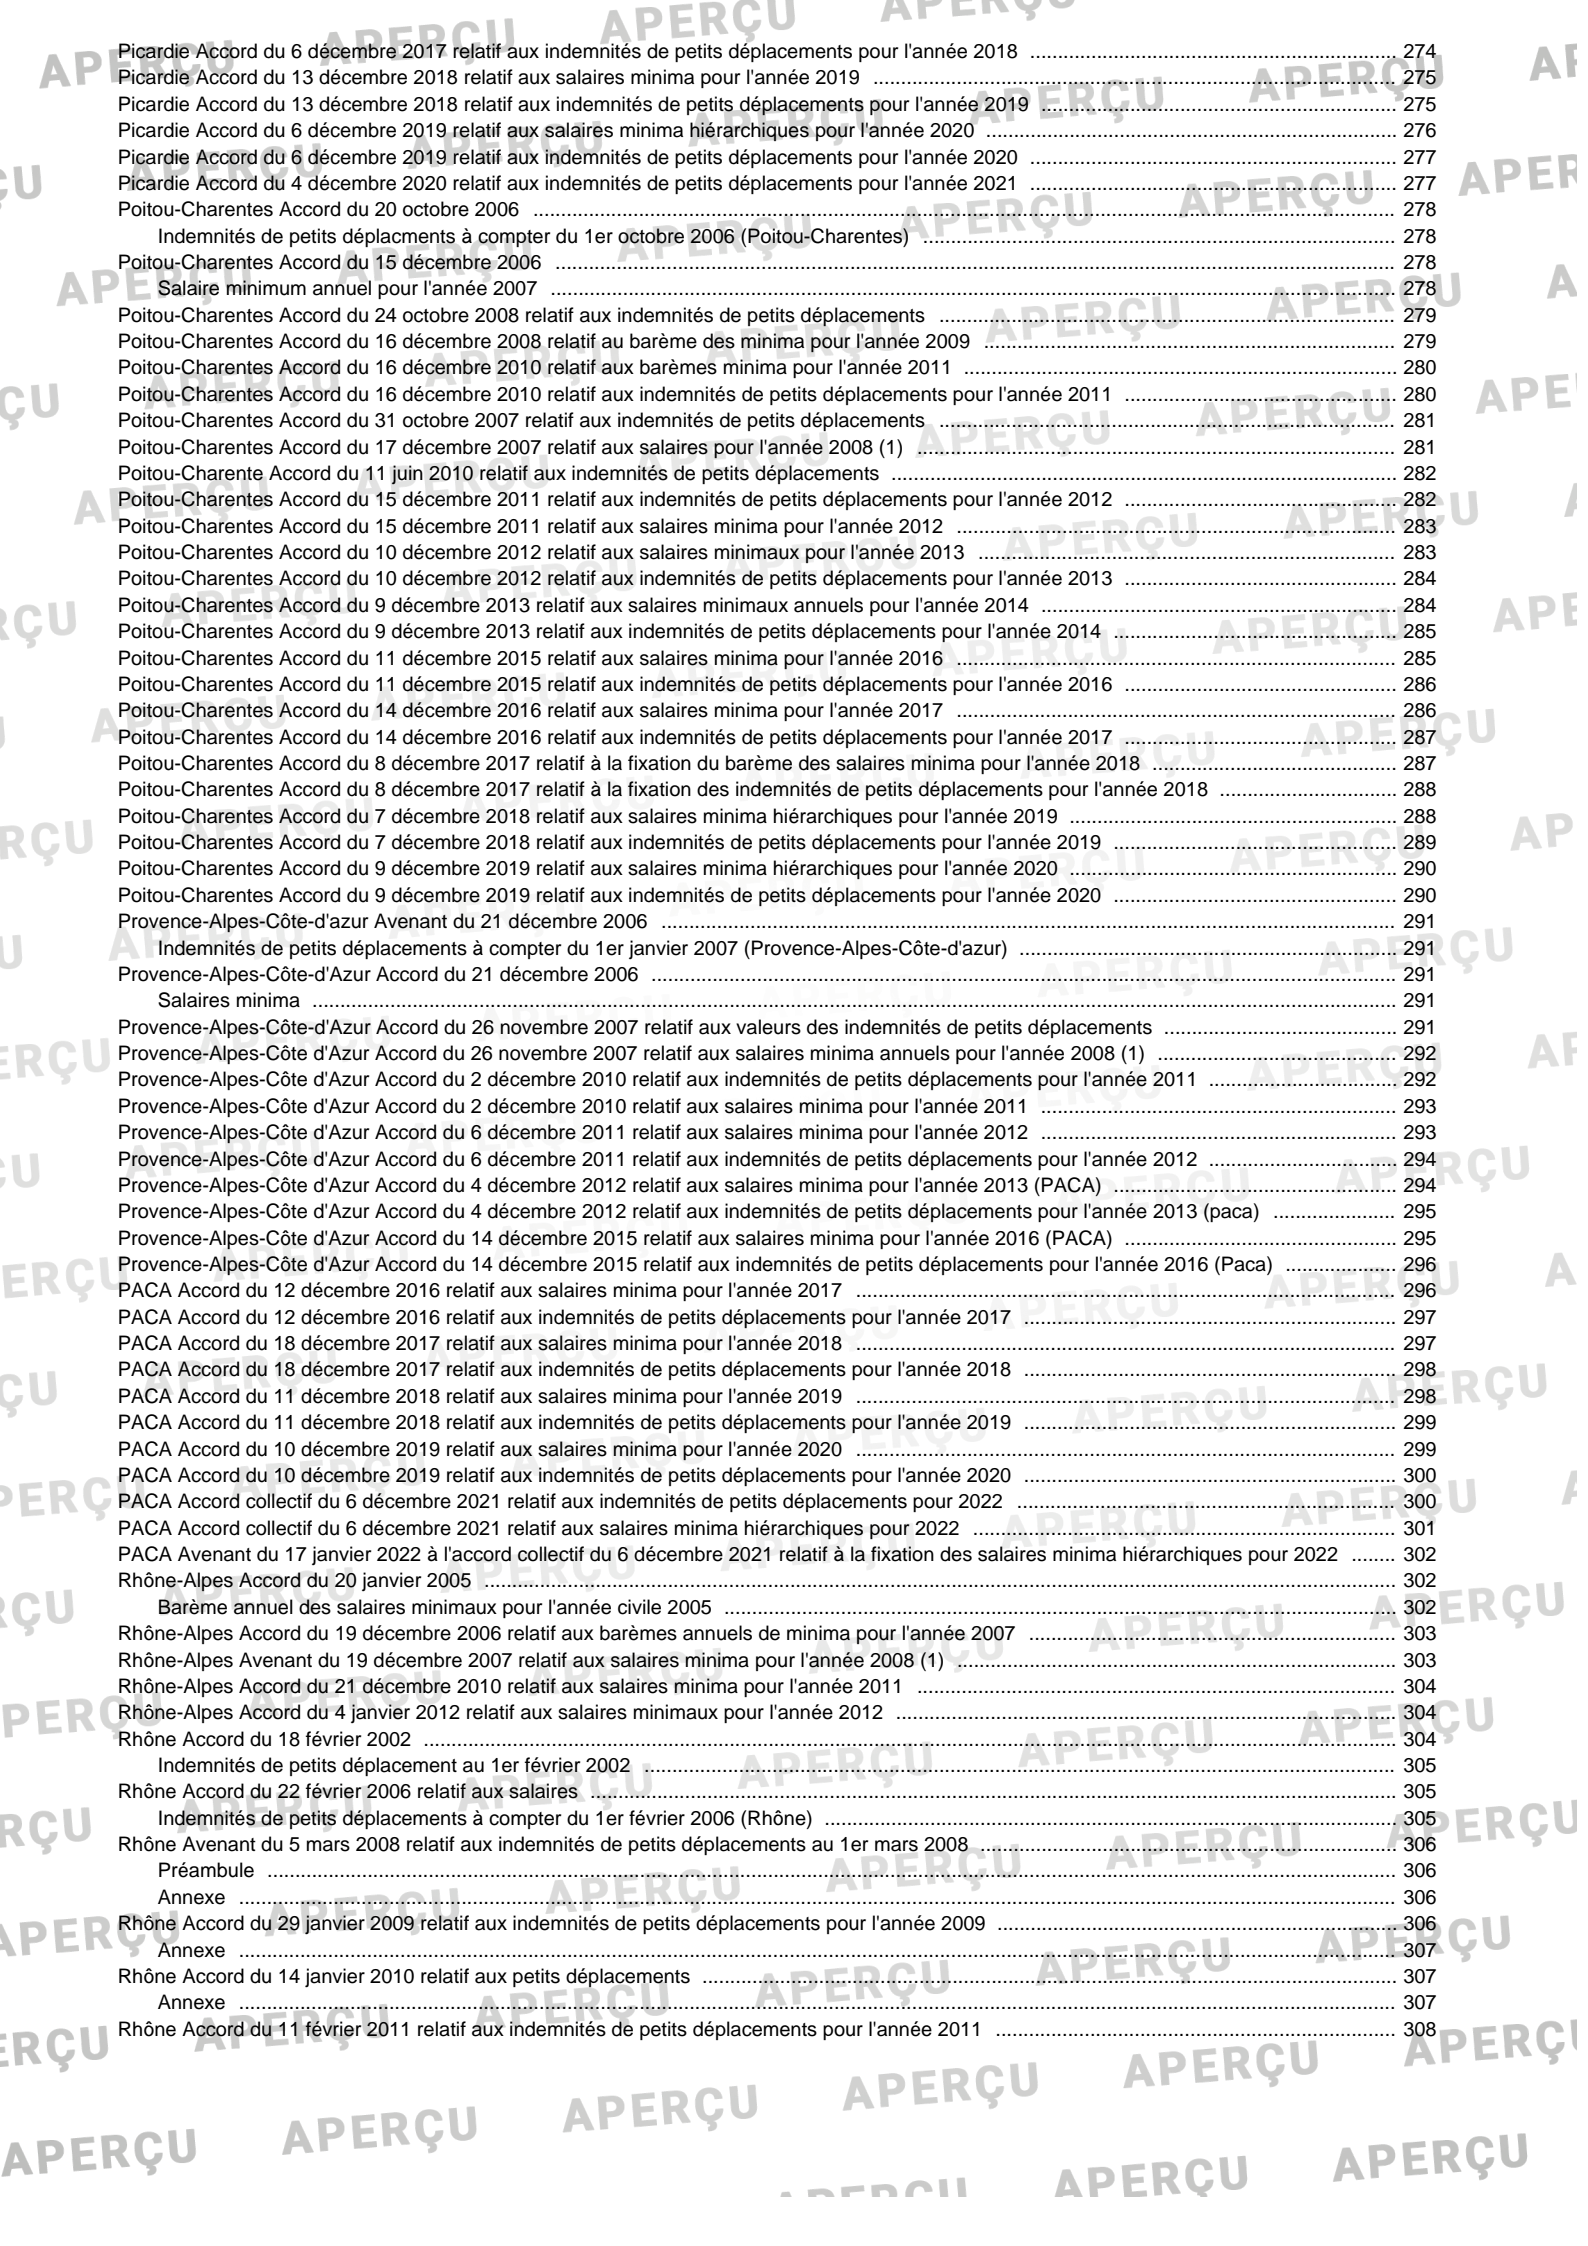 Picardie Accord du 6 décembre 2017 relatif aux indemnités de petits déplacements pour l'année 2018 ... 274
Picardie Accord du 13 décembre 2018 relatif aux salaires minima pour l'année 2019 ... 275
Picardie Accord du 13 décembre 2018 relatif aux indemnités de petits déplacements pour l'année 2019 ... 275
Picardie Accord du 6 décembre 2019 relatif aux salaires minima hiérarchiques pour l'année 2020 ... 276
Picardie Accord du 6 décembre 2019 relatif aux indemnités de petits déplacements pour l'année 2020 ... 277
Picardie Accord du 4 décembre 2020 relatif aux indemnités de petits déplacements pour l'année 2021 ... 277
Poitou-Charentes Accord du 20 octobre 2006 ... 278
Indemnités de petits déplacments à compter du 1er octobre 2006 (Poitou-Charentes) ... 278
Poitou-Charentes Accord du 15 décembre 2006 ... 278
Salaire minimum annuel pour l'année 2007 ... 278
Poitou-Charentes Accord du 24 octobre 2008 relatif aux indemnités de petits déplacements ... 279
Poitou-Charentes Accord du 16 décembre 2008 relatif au barème des minima pour l'année 2009 ... 279
Poitou-Charentes Accord du 16 décembre 2010 relatif aux barèmes minima pour l'année 2011 ... 280
Poitou-Charentes Accord du 16 décembre 2010 relatif aux indemnités de petits déplacements pour l'année 2011 ... 280
Poitou-Charentes Accord du 31 octobre 2007 relatif aux indemnités de petits déplacements ... 281
Poitou-Charentes Accord du 17 décembre 2007 relatif aux salaires pour l'année 2008 (1) ... 281
Poitou-Charente Accord du 11 juin 2010 relatif aux indemnités de petits déplacements ... 282
Poitou-Charentes Accord du 15 décembre 2011 relatif aux indemnités de petits déplacements pour l'année 2012 ... 282
Poitou-Charentes Accord du 15 décembre 2011 relatif aux salaires minima pour l'année 2012 ... 283
Poitou-Charentes Accord du 10 décembre 2012 relatif aux salaires minimaux pour l'année 2013 ... 283
Poitou-Charentes Accord du 10 décembre 2012 relatif aux indemnités de petits déplacements pour l'année 2013 ... 284
Poitou-Charentes Accord du 9 décembre 2013 relatif aux salaires minimaux annuels pour l'année 2014 ... 284
Poitou-Charentes Accord du 9 décembre 2013 relatif aux indemnités de petits déplacements pour l'année 2014 ... 285
Poitou-Charentes Accord du 11 décembre 2015 relatif aux salaires minima pour l'année 2016 ... 285
Poitou-Charentes Accord du 11 décembre 2015 relatif aux indemnités de petits déplacements pour l'année 2016 ... 286
Poitou-Charentes Accord du 14 décembre 2016 relatif aux salaires minima pour l'année 2017 ... 286
Poitou-Charentes Accord du 14 décembre 2016 relatif aux indemnités de petits déplacements pour l'année 2017 ... 287
Poitou-Charentes Accord du 8 décembre 2017 relatif à la fixation du barème des salaires minima pour l'année 2018 ... 287
Poitou-Charentes Accord du 8 décembre 2017 relatif à la fixation des indemnités de petits déplacements pour l'année 2018 ... 288
Poitou-Charentes Accord du 7 décembre 2018 relatif aux salaires minima hiérarchiques pour l'année 2019 ... 288
Poitou-Charentes Accord du 7 décembre 2018 relatif aux indemnités de petits déplacements pour l'année 2019 ... 289
Poitou-Charentes Accord du 9 décembre 2019 relatif aux salaires minima hiérarchiques pour l'année 2020 ... 290
Poitou-Charentes Accord du 9 décembre 2019 relatif aux indemnités de petits déplacements pour l'année 2020 ... 290
Provence-Alpes-Côte-d'azur Avenant du 21 décembre 2006 ... 291
Indemnités de petits déplacements à compter du 1er janvier 2007 (Provence-Alpes-Côte-d'azur) ... 291
Provence-Alpes-Côte-d'Azur Accord du 21 décembre 2006 ... 291
Salaires minima ... 291
Provence-Alpes-Côte-d'Azur Accord du 26 novembre 2007 relatif aux valeurs des indemnités de petits déplacements ... 291
Provence-Alpes-Côte d'Azur Accord du 26 novembre 2007 relatif aux salaires minima annuels pour l'année 2008 (1) ... 292
Provence-Alpes-Côte d'Azur Accord du 2 décembre 2010 relatif aux indemnités de petits déplacements pour l'année 2011 ... 292
Provence-Alpes-Côte d'Azur Accord du 2 décembre 2010 relatif aux salaires minima pour l'année 2011 ... 293
Provence-Alpes-Côte d'Azur Accord du 6 décembre 2011 relatif aux salaires minima pour l'année 2012 ... 293
Provence-Alpes-Côte d'Azur Accord du 6 décembre 2011 relatif aux indemnités de petits déplacements pour l'année 2012 ... 294
Provence-Alpes-Côte d'Azur Accord du 4 décembre 2012 relatif aux salaires minima pour l'année 2013 (PACA) ... 294
Provence-Alpes-Côte d'Azur Accord du 4 décembre 2012 relatif aux indemnités de petits déplacements pour l'année 2013 (paca) ... 295
Provence-Alpes-Côte d'Azur Accord du 14 décembre 2015 relatif aux salaires minima pour l'année 2016 (PACA) ... 295
Provence-Alpes-Côte d'Azur Accord du 14 décembre 2015 relatif aux indemnités de petits déplacements pour l'année 2016 (Paca) ... 296
PACA Accord du 12 décembre 2016 relatif aux salaires minima pour l'année 2017 ... 296
PACA Accord du 12 décembre 2016 relatif aux indemnités de petits déplacements pour l'année 2017 ... 297
PACA Accord du 18 décembre 2017 relatif aux salaires minima pour l'année 2018 ... 297
PACA Accord du 18 décembre 2017 relatif aux indemnités de petits déplacements pour l'année 2018 ... 298
PACA Accord du 11 décembre 2018 relatif aux salaires minima pour l'année 2019 ... 298
PACA Accord du 11 décembre 2018 relatif aux indemnités de petits déplacements pour l'année 2019 ... 299
PACA Accord du 10 décembre 2019 relatif aux salaires minima pour l'année 2020 ... 299
PACA Accord du 10 décembre 2019 relatif aux indemnités de petits déplacements pour l'année 2020 ... 300
PACA Accord collectif du 6 décembre 2021 relatif aux indemnités de petits déplacements pour 2022 ... 300
PACA Accord collectif du 6 décembre 2021 relatif aux salaires minima hiérarchiques pour 2022 ... 301
PACA Avenant du 17 janvier 2022 à l'accord collectif du 6 décembre 2021 relatif à la fixation des salaires minima hiérarchiques pour 2022 ... 302
Rhône-Alpes Accord du 20 janvier 2005 ... 302
Barème annuel des salaires minimaux pour l'année civile 2005 ... 302
Rhône-Alpes Accord du 19 décembre 2006 relatif aux barèmes annuels de minima pour l'année 2007 ... 303
Rhône-Alpes Avenant du 19 décembre 2007 relatif aux salaires minima pour l'année 2008 (1) ... 303
Rhône-Alpes Accord du 21 décembre 2010 relatif aux salaires minima pour l'année 2011 ... 304
Rhône-Alpes Accord du 4 janvier 2012 relatif aux salaires minimaux pour l'année 2012 ... 304
Rhône Accord du 18 février 2002 ... 304
Indemnités de petits déplacement au 1er février 2002 ... 305
Rhône Accord du 22 février 2006 relatif aux salaires ... 305
Indemnités de petits déplacements à compter du 1er février 2006 (Rhône) ... 305
Rhône Avenant du 5 mars 2008 relatif aux indemnités de petits déplacements au 1er mars 2008 ... 306
Préambule ... 306
Annexe ... 306
Rhône Accord du 29 janvier 2009 relatif aux indemnités de petits déplacements pour l'année 2009 ... 306
Annexe ... 307
Rhône Accord du 14 janvier 2010 relatif aux petits déplacements ... 307
Annexe ... 307
Rhône Accord du 11 février 2011 relatif aux indemnités de petits déplacements pour l'année 2011 ... 308
APERÇU